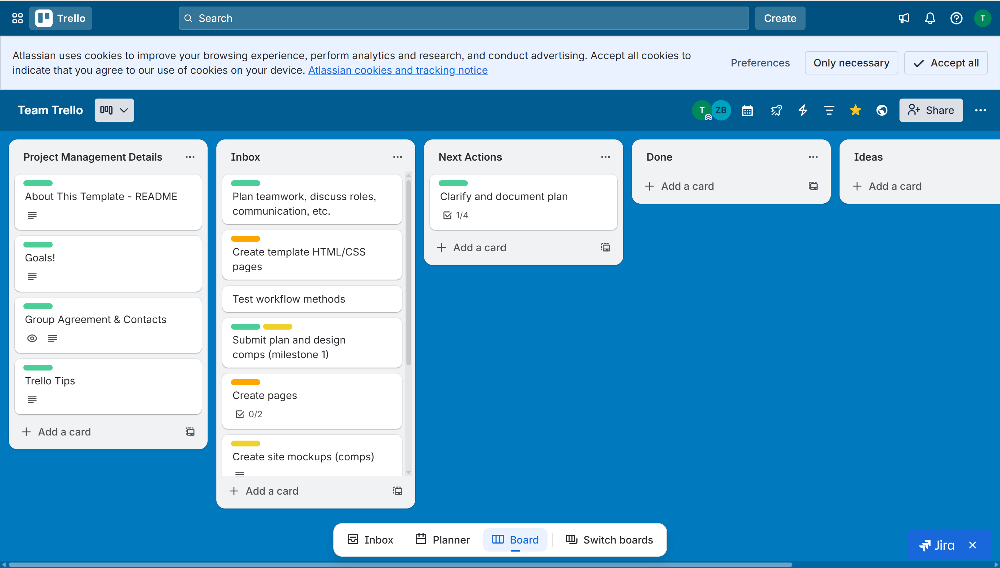 Trello
Search
Create
T
Atlassian uses cookies to improve your browsing experience, perform analytics and research, and conduct advertising. Accept all cookies to
indicate that you agree to our use of cookies on your device. Atlassian cookies and tracking notice
Preferences
Only necessary
Accept all
Team Trello
T
ZB
Share
Project Management Details
About This Template - README
Goals!
Group Agreement & Contacts
Trello Tips
Add a card
Inbox
Plan teamwork, discuss roles,
communication, etc.
Create template HTML/CSS
pages
Test workflow methods
Submit plan and design
comps (milestone 1)
Create pages
0/2
Create site mockups (comps)
Add a card
Next Actions
Clarify and document plan
1/4
Add a card
Done
Add a card
Ideas
Add a card
Inbox
Planner
Board
Switch boards
Jira